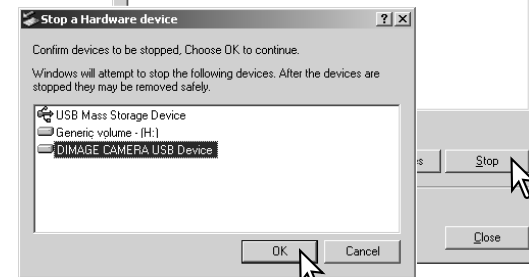 Stop a Hardware device
Confirm devices to be stopped, Choose OK to continue.
Windows will attempt to stop the following devices. After the devices are
stopped they may be removed safely.
USB Mass Storage Device
Generic volume - (H:)
DIMAGE CAMERA USB Device
Stop
OK
Cancel
Close